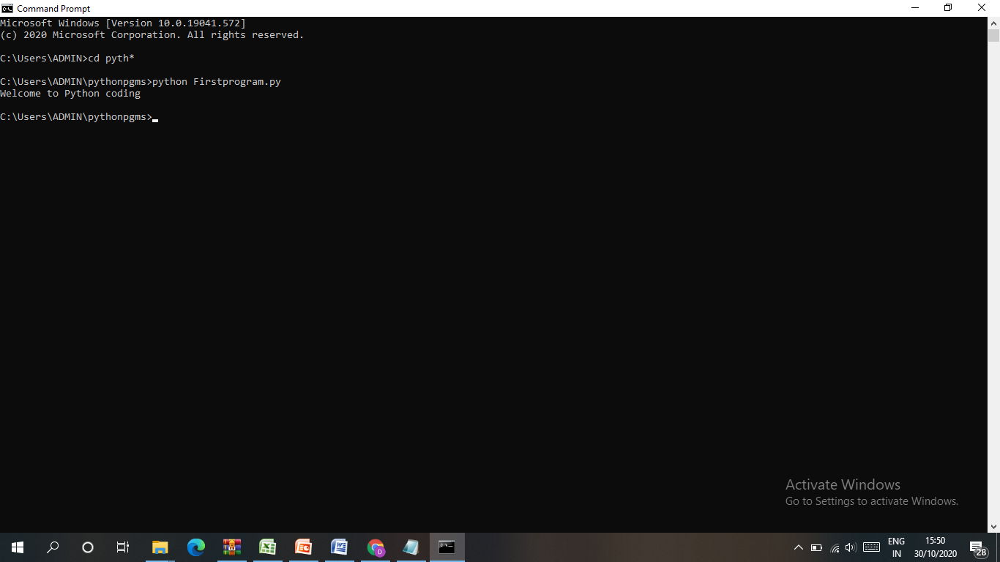 Command Prompt
Microsoft Windows [Version 10.0.19041.572]
(c) 2020 Microsoft Corporation. All rights reserved.
C:\Users\ADMIN>cd pyth*
C:\Users\ADMIN\pythonpgms>python Firstprogram.py
Welcome to Python coding
C:\Users\ADMIN\pythonpgms>
Activate Windows
Go to Settings to activate Windows.
ENG
IN
15:50
30/10/2020
28